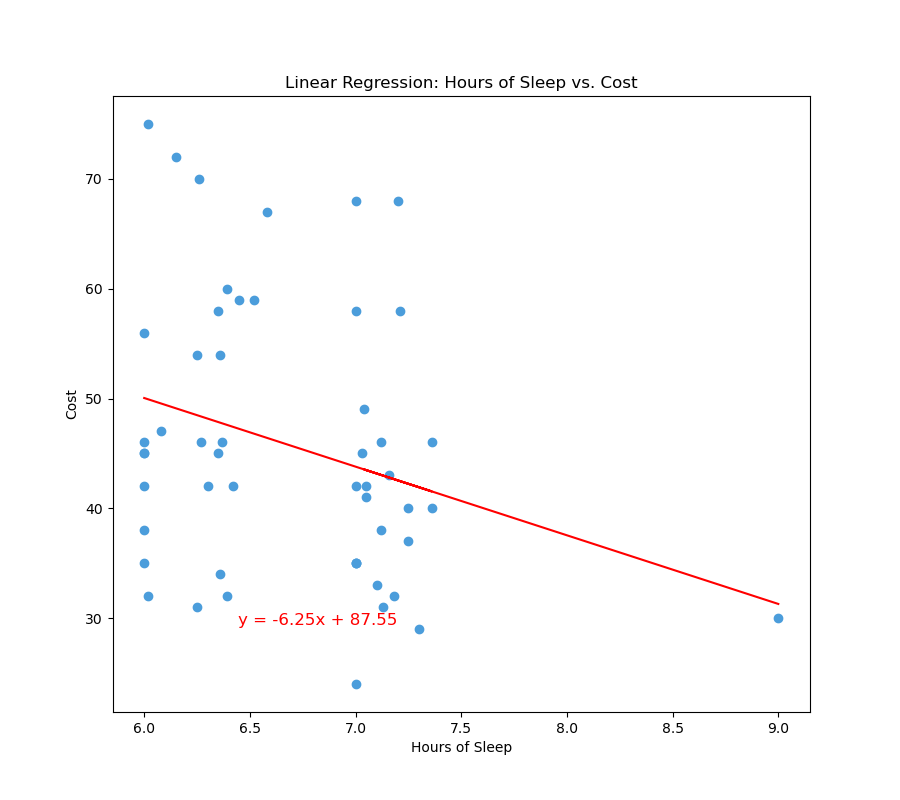 Linear Regression: Hours of Sleep vs. Cost
Cost
70
60
50
40
30
y = -6.25x + 87.55
6.0 6.5 7.0 7.5 8.0 8.5 9.0
Hours of Sleep